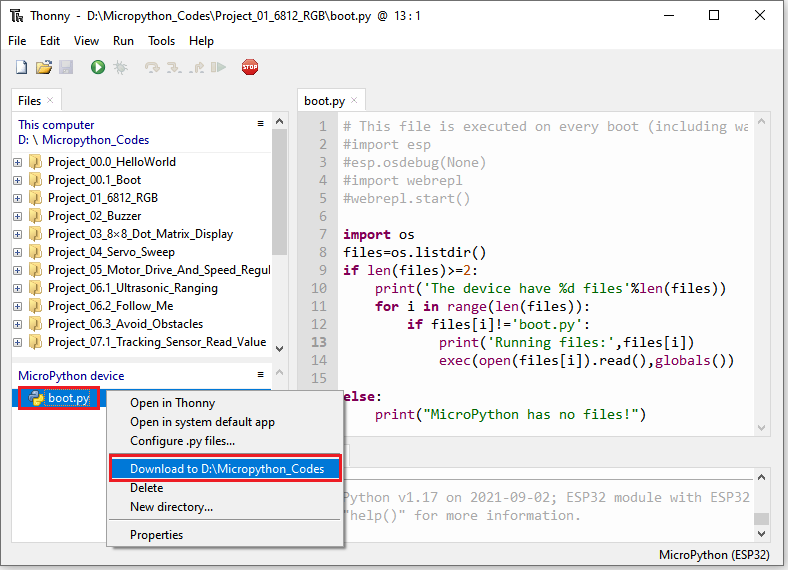 Thonny - D:\Micropython_Codes\Project_01_6812_RGB\boot.py @ 13 : 1
File Edit View Run Tools Help
STOP
Files
This computer
D: \ Micropython_Codes
Project_00.0_HelloWorld
Project_00.1_Boot
Project_01_6812_RGB
Project_02_Buzzer
Project_03_8×8_Dot_Matrix_Display
Project_04_Servo_Sweep
Project_05_Motor_Drive_And_Speed_Regul
Project_06.1_Ultrasonic_Ranging
Project_06.2_Follow_Me
Project_06.3_Avoid_Obstacles
Project_07.1_Tracking_Sensor_Read_Value
MicroPython device
boot.py
Open in Thonny
Open in system default app
Configure .py files...
Download to D:\Micropython_Codes
Delete
New directory...
Properties
boot.py
1 # This file is executed on every boot (including wa
2 #import esp
3 #esp.osdebug(None)
4 #import webrepl
5 #webrepl.start()
6
7 import os
8 files=os.listdir()
9 if len(files)>=2:
10 print('The device have %d files'%len(files))
11 for i in range(len(files)):
12 if files[i]!='boot.py':
13 print('Running files:',files[i])
14 exec(open(files[i]).read(),globals())
15
else:
print("MicroPython has no files!")
Python v1.17 on 2021-09-02; ESP32 module with ESP32
"help()" for more information.
MicroPython (ESP32)